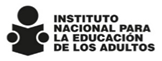 INSTITUTO
NACIONAL PARA
LA EDUCACIÓN
DE LOS ADULTOS